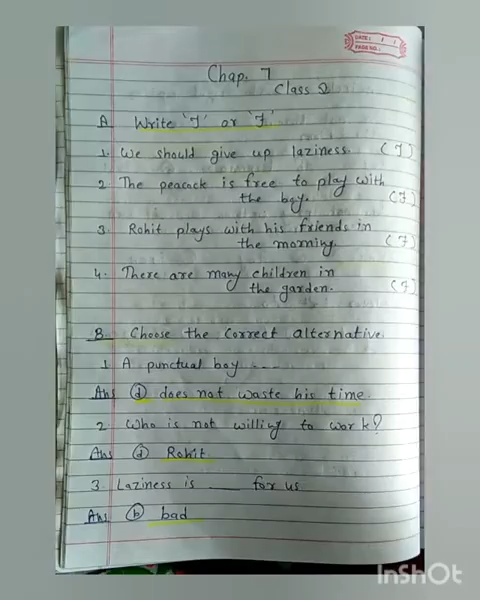 DATE: / /
PAGE NO.:
Chap. 7
Class 2
A Write 'T' or 'F'
1. We should give up laziness. (T)
2 The peacock is free to play with
the boy. (F)
3 Rohit plays with his friends in
the morning. (F)
4. There are many children in
the garden. (F)
B Choose the correct alternative.
1. A punctual boy ---
Ans (d) does not waste his time.
2. Who is not willing to work?
Ans (d) Rohit
3. Laziness is ___ for us
Ans (b) bad
InShOt